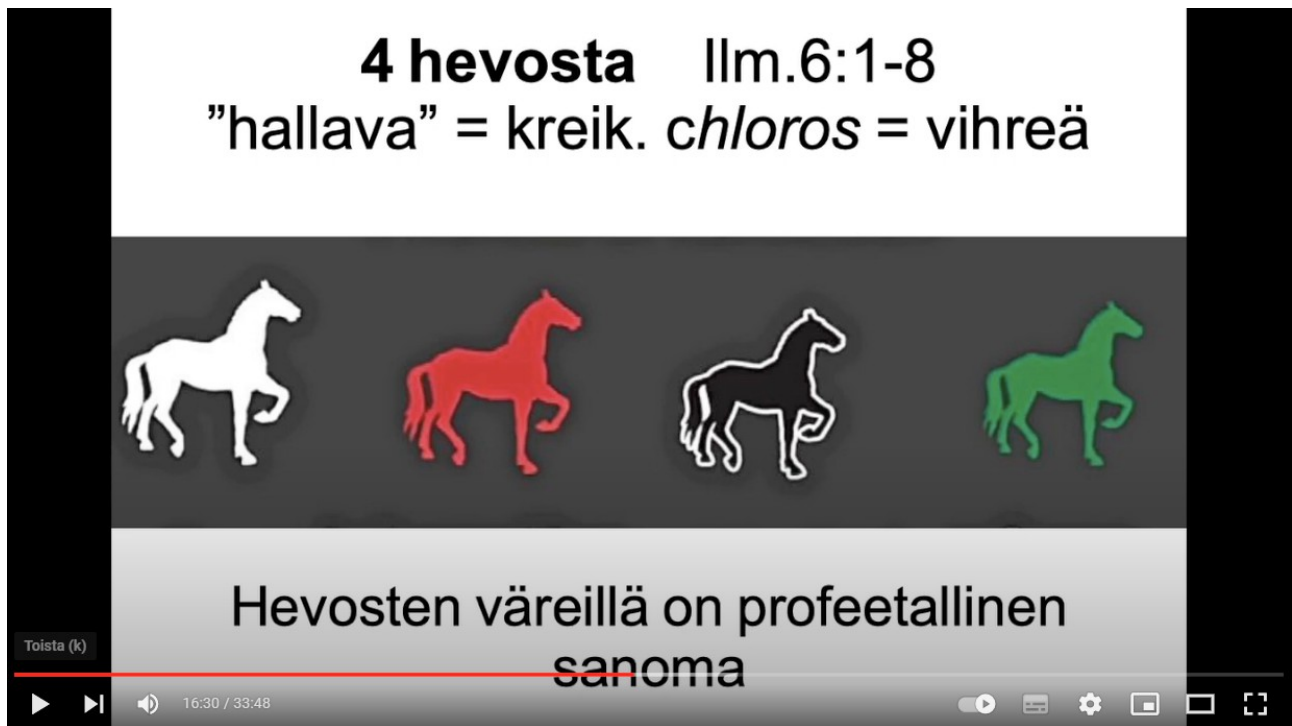 4 hevosta Ilm.6:1-8
”hallava” = kreik. chloros = vihreä
Hevosten väreillä on profeetallinen
sanoma
Toista (k)
16:30 / 33:48